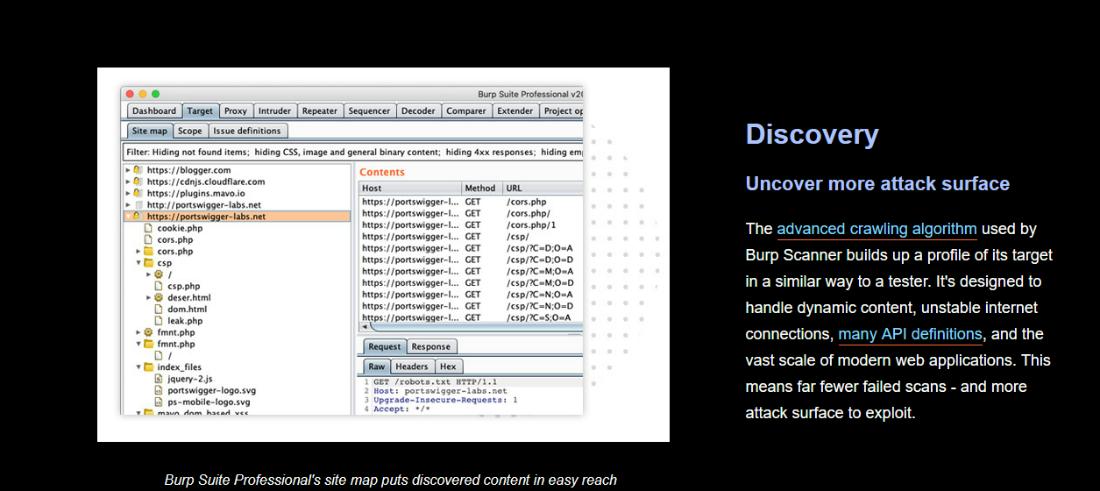 Burp Suite Professional v20
Dashboard Target Proxy Intruder Repeater Sequencer Decoder Comparer Extender Project op
Site map Scope Issue definitions
Filter: Hiding not found items; hiding CSS, image and general binary content; hiding 4xx responses; hiding emp
https://blogger.com
https://cdnjs.cloudflare.com
https://plugins.mavo.io
http://portswigger-labs.net
https://portswigger-labs.net
cookie.php
cors.php
cors.php
csp
/
csp.php
deser.html
dom.html
leak.php
fmnt.php
fmnt.php
/
index_files
jquery-2.js
portswigger-logo.svg
ps-mobile-logo.svg
mavo_dom_based_xss
Contents
Host Method URL
https://portswigger-l... GET /cors.php
https://portswigger-l... GET /cors.php/
https://portswigger-l... GET /cors.php/1
https://portswigger-l... GET /csp/
https://portswigger-l... GET /csp/?C=D;O=A
https://portswigger-l... GET /csp/?C=D;O=D
https://portswigger-l... GET /csp/?C=M;O=A
https://portswigger-l... GET /csp/?C=M;O=D
https://portswigger-l... GET /csp/?C=N;O=A
https://portswigger-l... GET /csp/?C=N;O=D
https://portswigger-l... GET /csp/?C=S;O=A
Request Response
Raw Headers Hex
1 GET /robots.txt HTTP/1.1
2 Host: portswigger-labs.net
3 Upgrade-Insecure-Requests: 1
4 Accept: */*
Burp Suite Professional's site map puts discovered content in easy reach
Discovery
Uncover more attack surface
The advanced crawling algorithm used by
Burp Scanner builds up a profile of its target
in a similar way to a tester. It's designed to
handle dynamic content, unstable internet
connections, many API definitions, and the
vast scale of modern web applications. This
means far fewer failed scans - and more
attack surface to exploit.